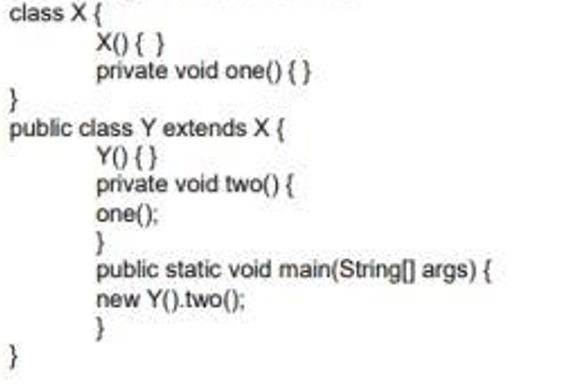 class X {
X() { }
private void one() { }
}
public class Y extends X {
Y() { }
private void two() {
one();
}
public static void main(String[] args) {
new Y().two();
}
}